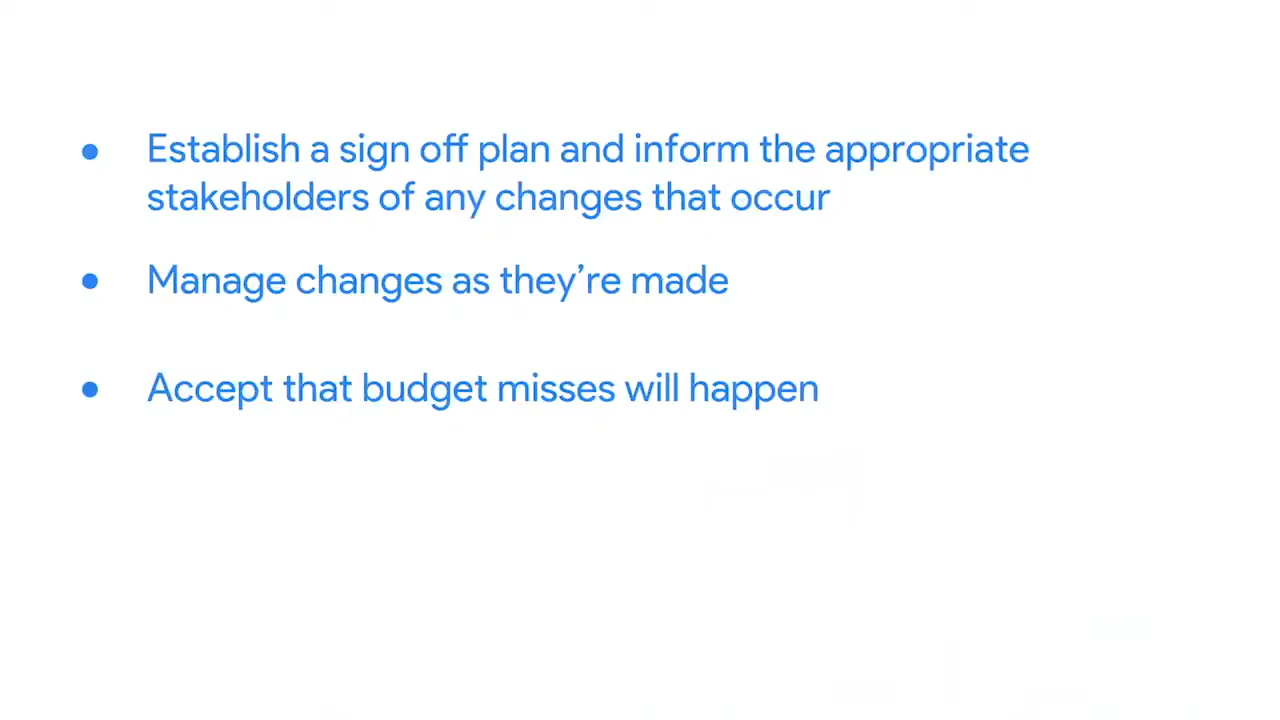 ● Establish a sign off plan and inform the appropriate
stakeholders of any changes that occur
● Manage changes as they’re made
● Accept that budget misses will happen